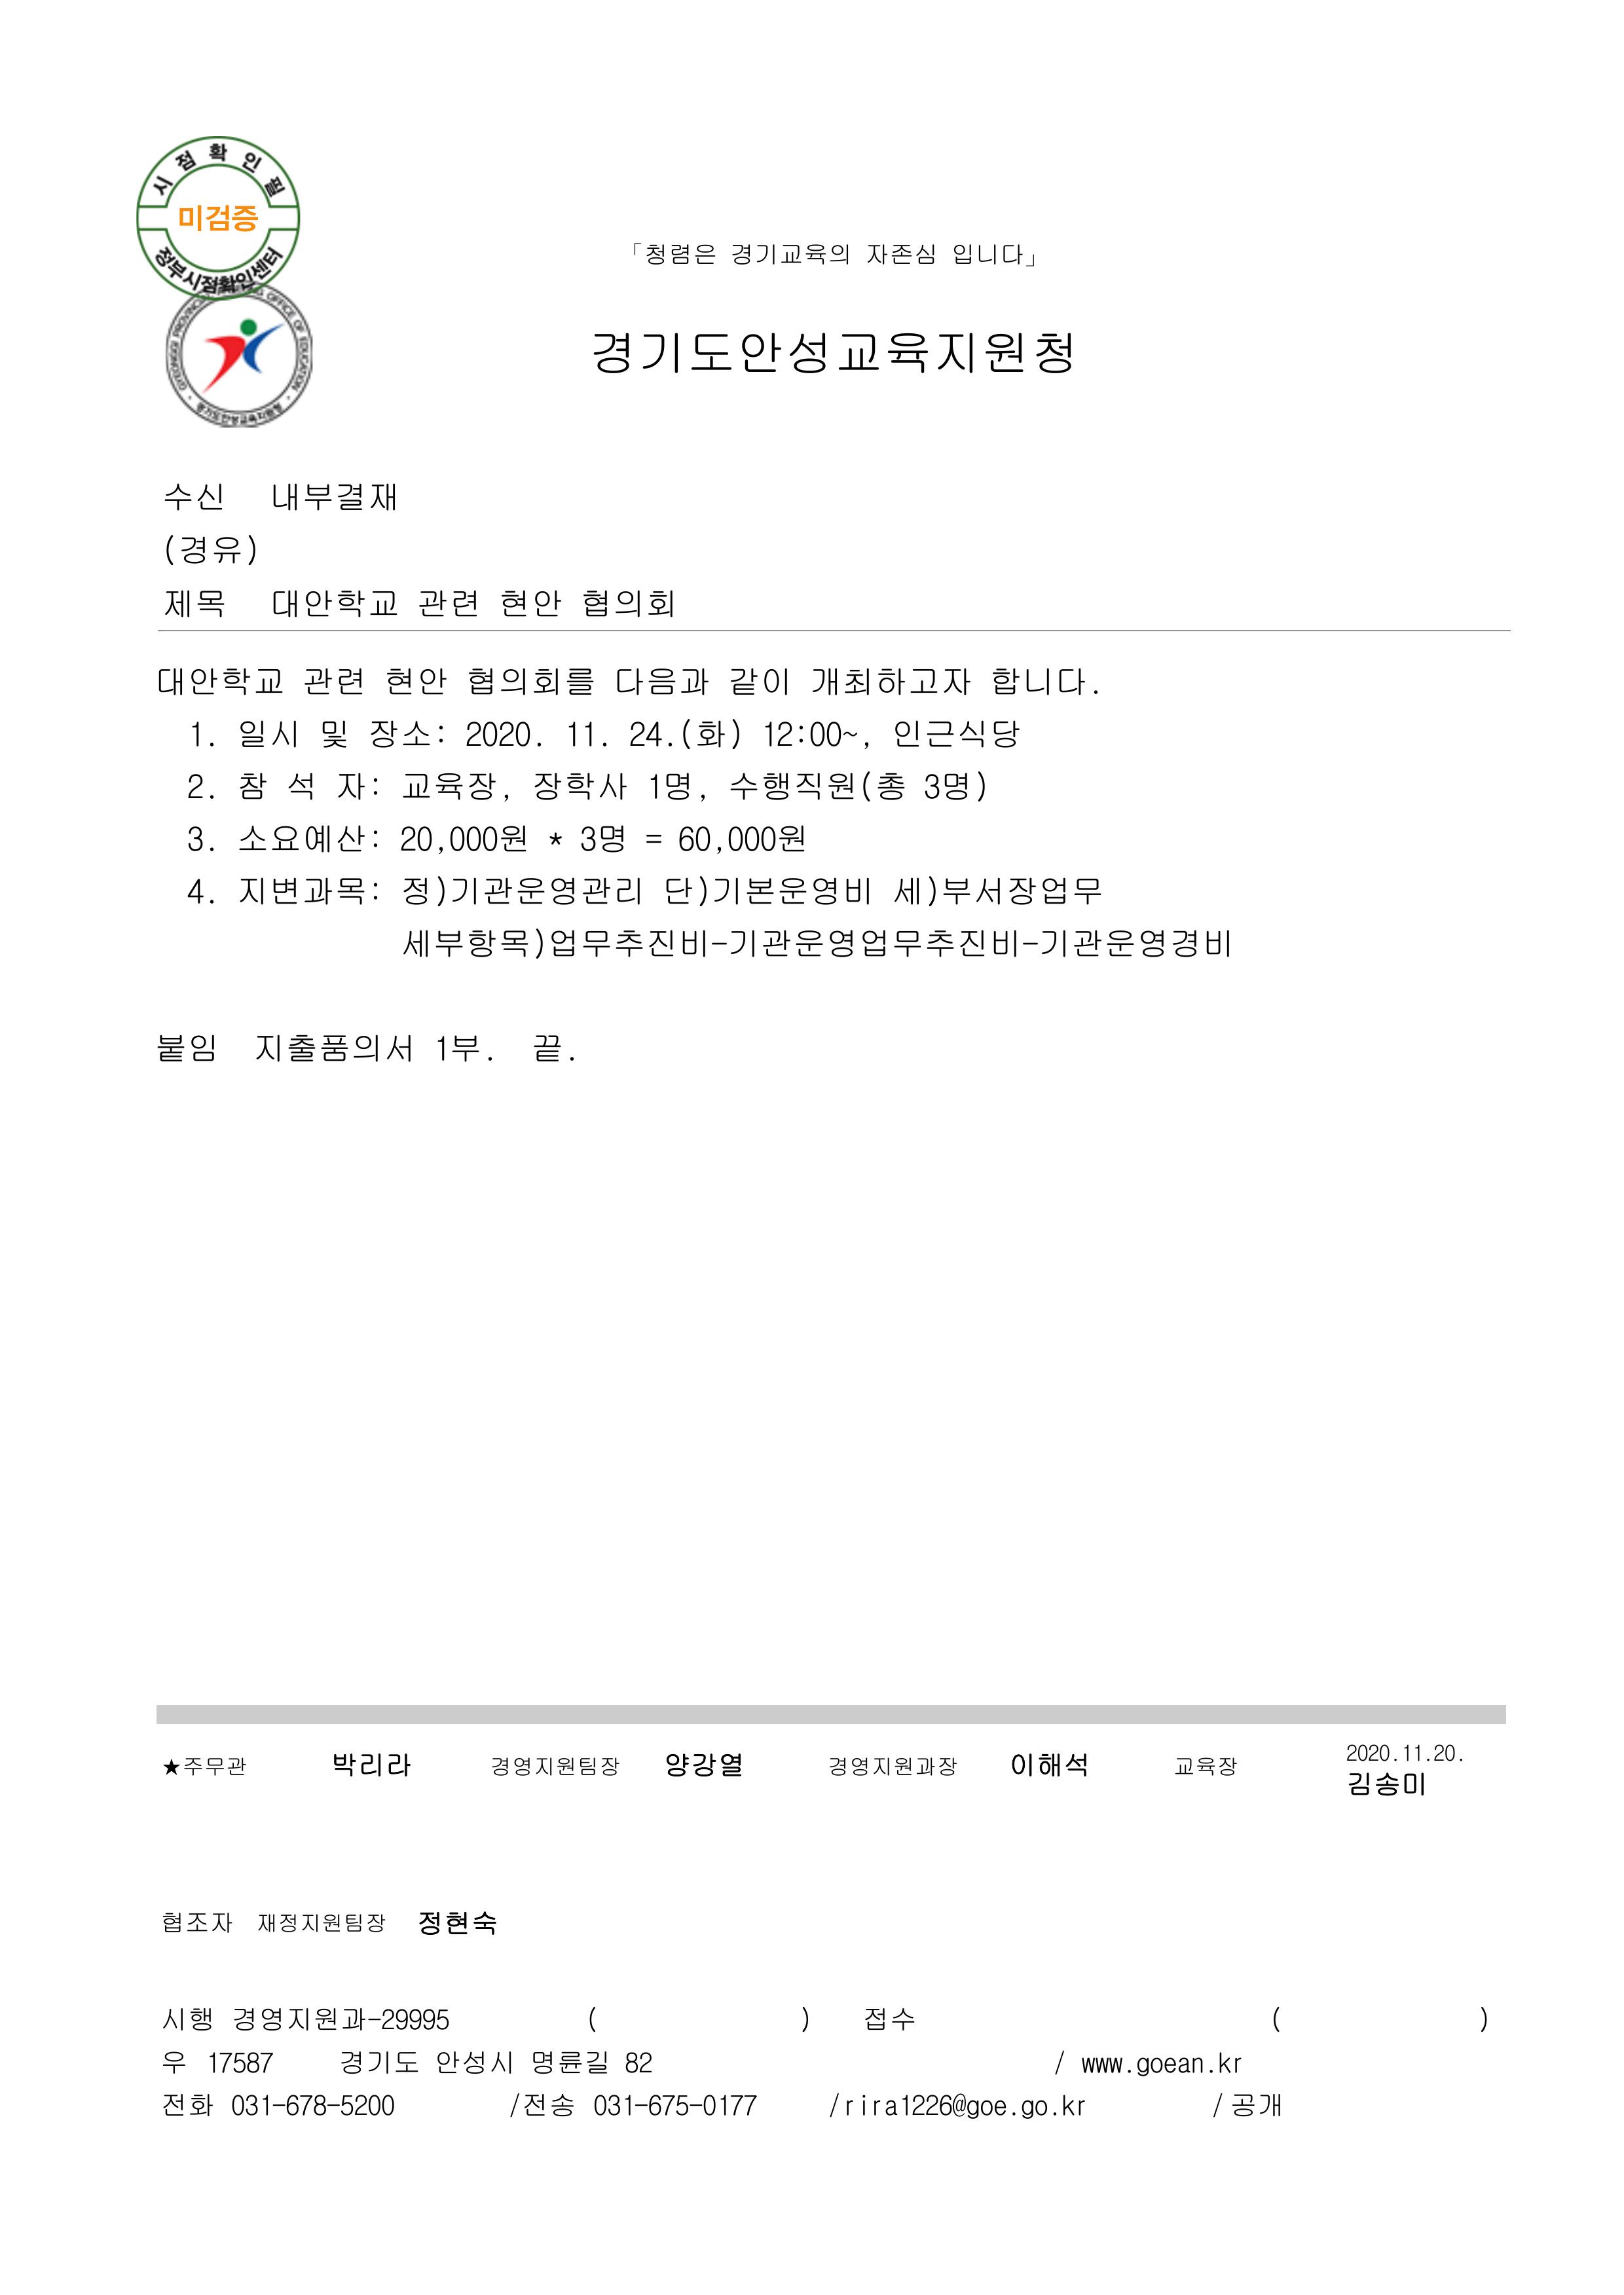 시점확인필
미검증
정부시점확인센터
「청렴은 경기교육의 자존심 입니다」
경기도안성교육지원청
수신 내부결재
(경유)
제목 대안학교 관련 현안 협의회
대안학교 관련 현안 협의회를 다음과 같이 개최하고자 합니다.
1. 일시 및 장소: 2020. 11. 24.(화) 12:00~, 인근식당
2. 참 석 자: 교육장, 장학사 1명, 수행직원(총 3명)
3. 소요예산: 20,000원 * 3명 = 60,000원
4. 지변과목: 정)기관운영관리 단)기본운영비 세)부서장업무
세부항목)업무추진비-기관운영업무추진비-기관운영경비
붙임 지출품의서 1부. 끝.
★주무관 박리라 경영지원팀장 양강열 경영지원과장 이해석 교육장 2020.11.20. 김송미
협조자 재정지원팀장 정현숙
시행 경영지원과-29995 ( ) 접수 ( )
우 17587 경기도 안성시 명륜길 82 / www.goean.kr
전화 031-678-5200 /전송 031-675-0177 /rira1226@goe.go.kr / 공개